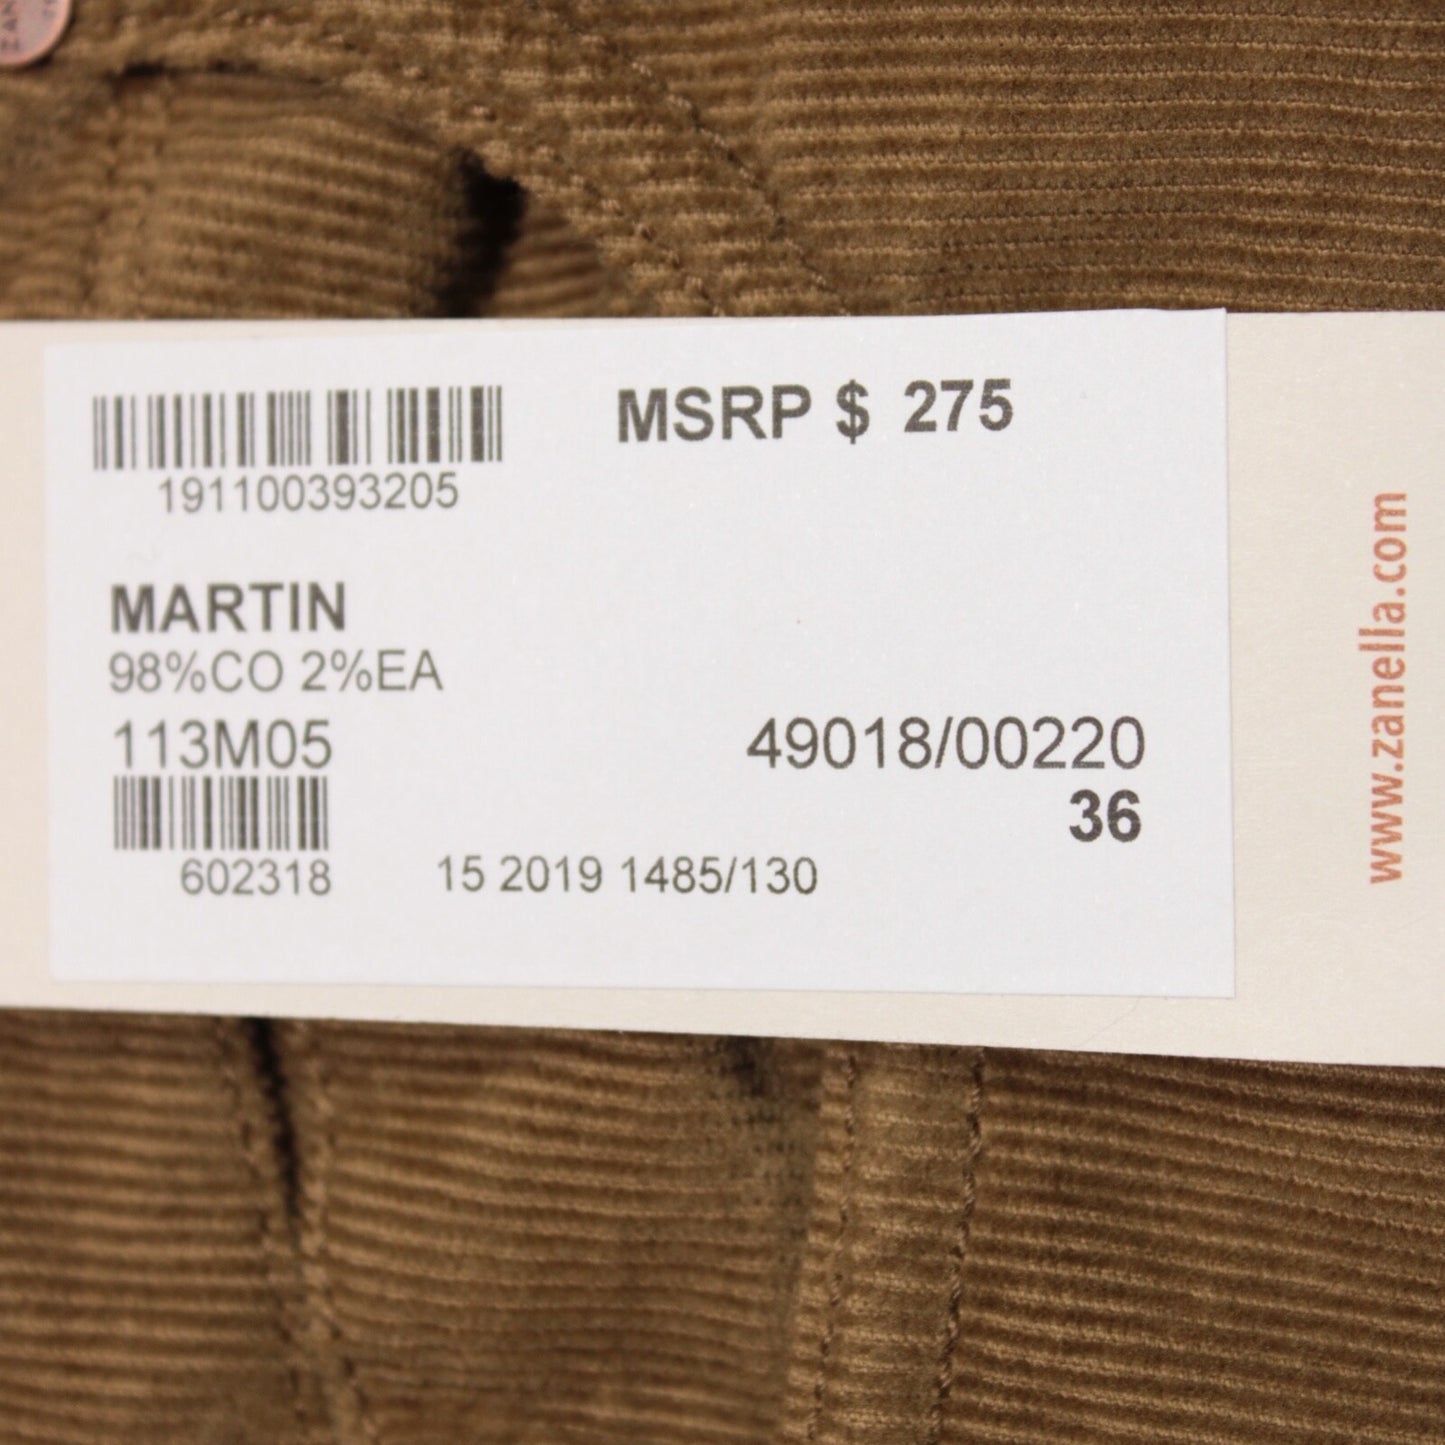 MSRP $ 275
191100393205
MARTIN
98%CO 2%EA
113M05
49018/00220
36
602318
15 2019 1485/130
www.zanella.com